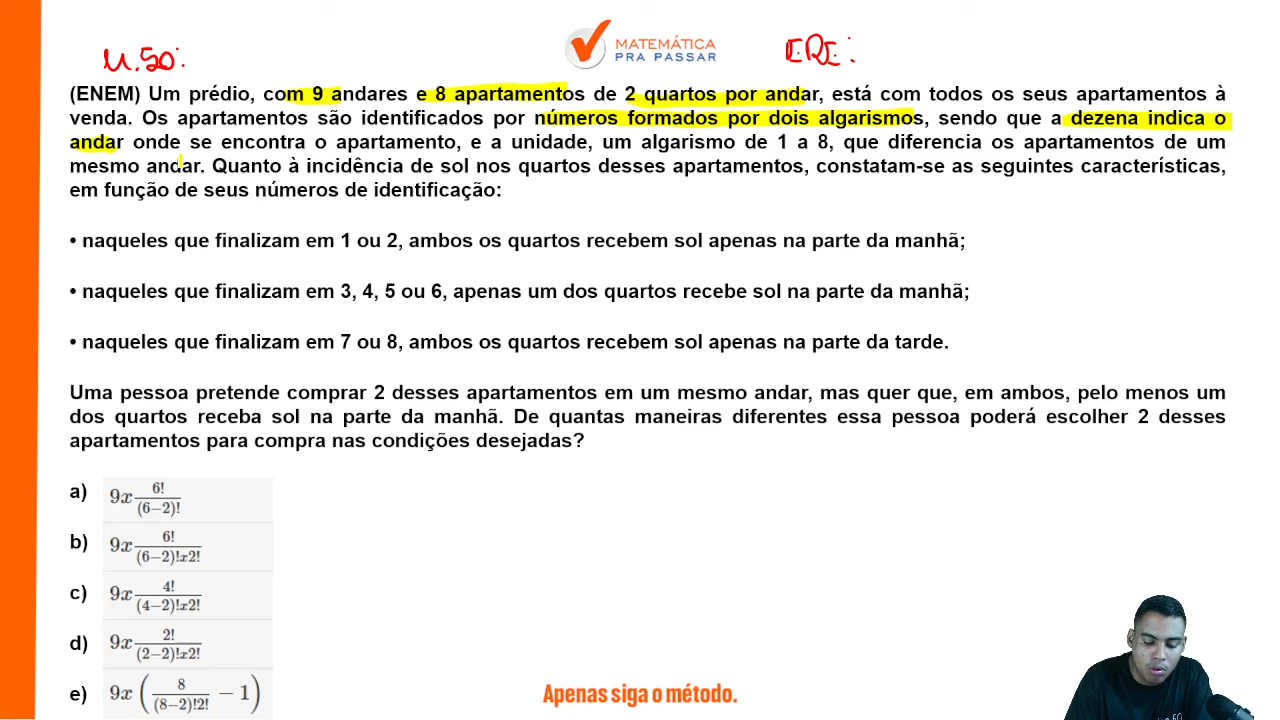 U.SO:
MATEMÁTICA
PRA PASSAR
ERE:
(ENEM) Um prédio, com 9 andares e 8 apartamentos de 2 quartos por andar, está com todos os seus apartamentos à
venda. Os apartamentos são identificados por números formados por dois algarismos, sendo que a dezena indica o
andar onde se encontra o apartamento, e a unidade, um algarismo de 1 a 8, que diferencia os apartamentos de um
mesmo andar. Quanto à incidência de sol nos quartos desses apartamentos, constatam-se as seguintes características,
em função de seus números de identificação:
• naqueles que finalizam em 1 ou 2, ambos os quartos recebem sol apenas na parte da manhã;
• naqueles que finalizam em 3, 4, 5 ou 6, apenas um dos quartos recebe sol na parte da manhã;
• naqueles que finalizam em 7 ou 8, ambos os quartos recebem sol apenas na parte da tarde.
Uma pessoa pretende comprar 2 desses apartamentos em um mesmo andar, mas quer que, em ambos, pelo menos um
dos quartos receba sol na parte da manhã. De quantas maneiras diferentes essa pessoa poderá escolher 2 desses
apartamentos para compra nas condições desejadas?
a) 9x 6!/(6−2)!
b) 9x 6!/(6−2)!x2!
c) 9x 4!/(4−2)!x2!
d) 9x 2!/(2−2)!x2!
e) 9x (8/(8−2)!2! − 1)
Apenas siga o método.